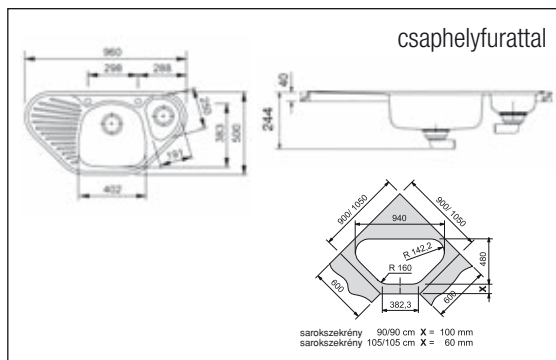 csaphelyfurattal
960
298 288
40
244
250
383
500
191
402
900/ 1050 900/ 1050
940
R 142,2
R 160
480
X
600 600
382,3
sarokszekrény 90/90 cm X = 100 mm
sarokszekrény 105/105 cm X = 60 mm